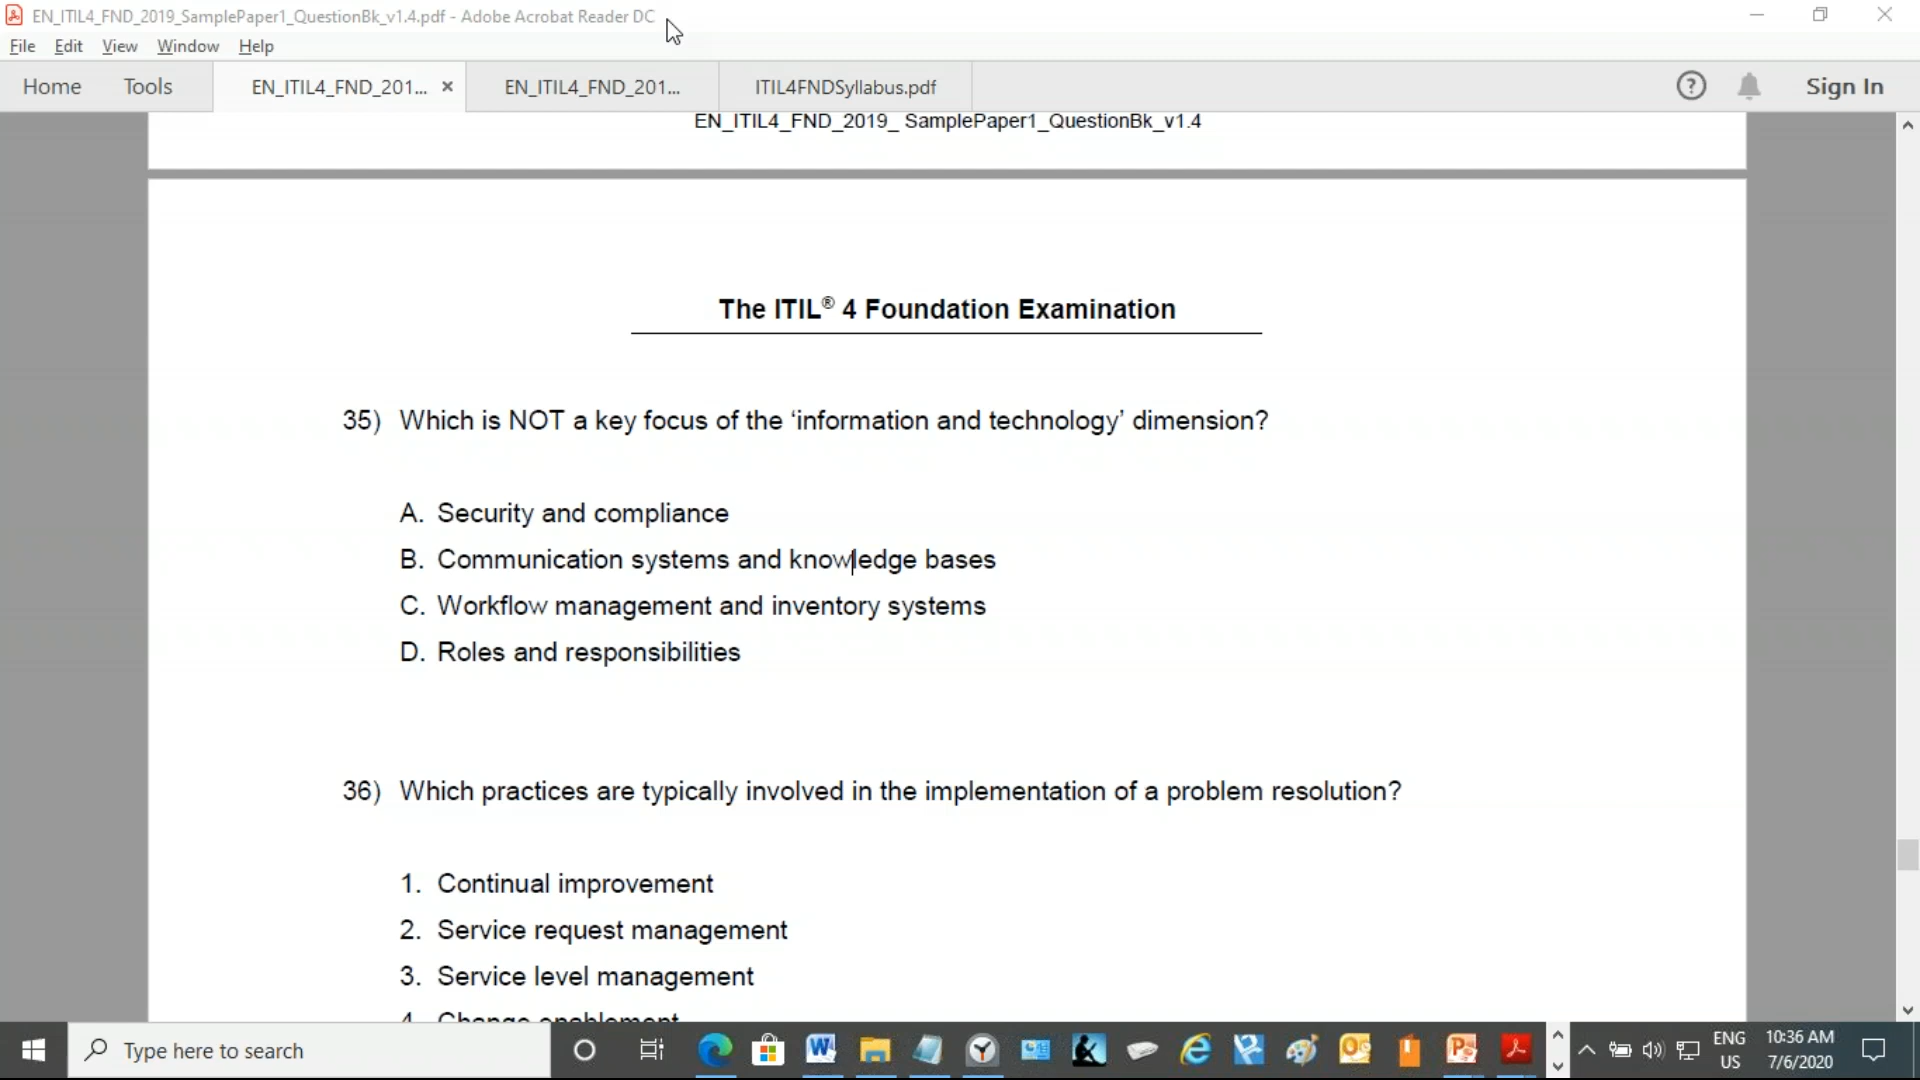 EN_ITIL4_FND_2019_SamplePaper1_QuestionBk_v1.4.pdf - Adobe Acrobat Reader DC
File Edit View Window Help
Home Tools EN_ITIL4_FND_201... × EN_ITIL4_FND_201... ITIL4FNDSyllabus.pdf Sign In
EN_ITIL4_FND_2019_ SamplePaper1_QuestionBk_v1.4
The ITIL® 4 Foundation Examination
35) Which is NOT a key focus of the ‘information and technology’ dimension?
A. Security and compliance
B. Communication systems and knowledge bases
C. Workflow management and inventory systems
D. Roles and responsibilities
36) Which practices are typically involved in the implementation of a problem resolution?
1. Continual improvement
2. Service request management
3. Service level management
4. Change enablement
Type here to search
ENG 10:36 AM
US 7/6/2020